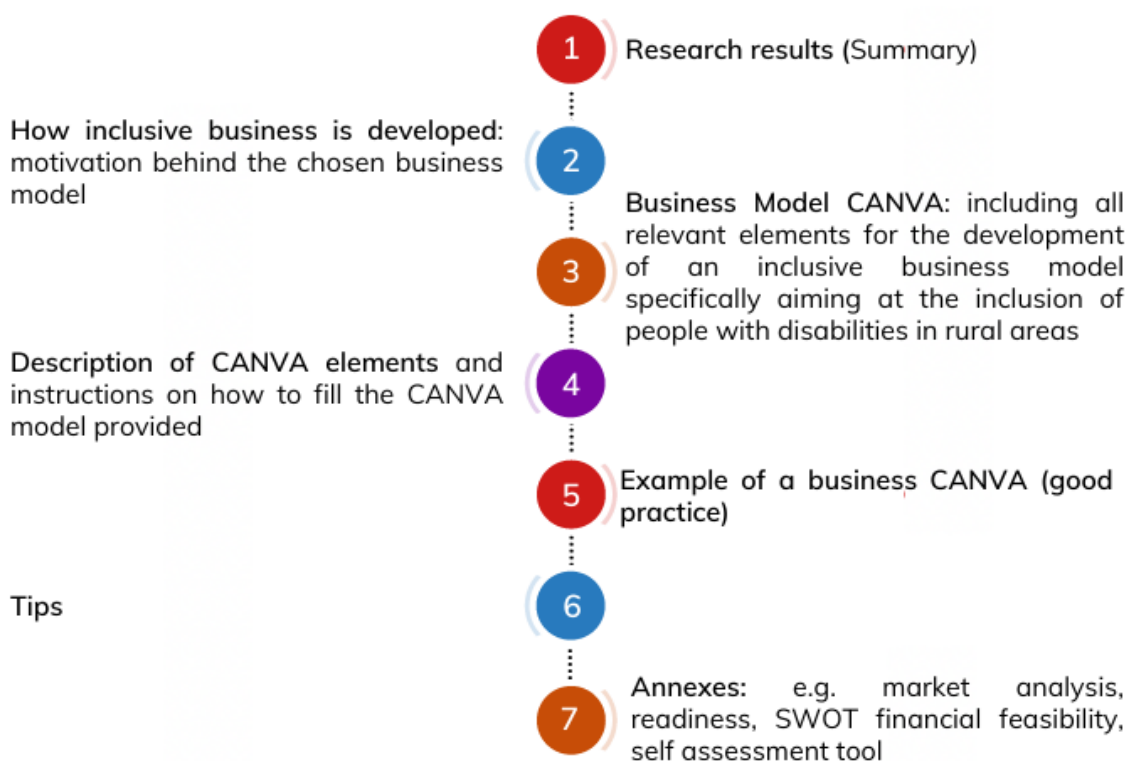 1
Research results (Summary)
How inclusive business is developed:
motivation behind the chosen business
model
2
Business Model CANVA: including all
relevant elements for the development
of an inclusive business model
specifically aiming at the inclusion of
people with disabilities in rural areas
3
Description of CANVA elements and
instructions on how to fill the CANVA
model provided
4
5
Example of a business CANVA (good
practice)
Tips
6
7
Annexes: e.g. market analysis,
readiness, SWOT financial feasibility,
self assessment tool